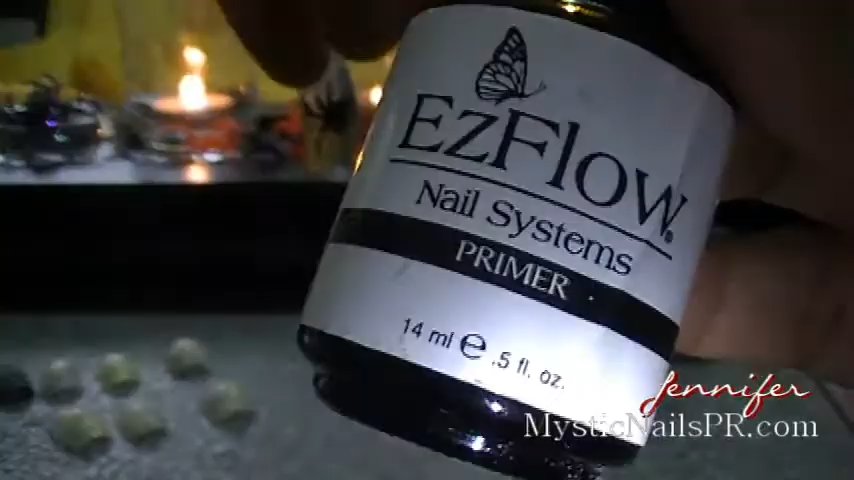 EzFlow®
Nail Systems
PRIMER
14 ml e .5 fl. oz.
Jennifer
MysticNailsPR.com